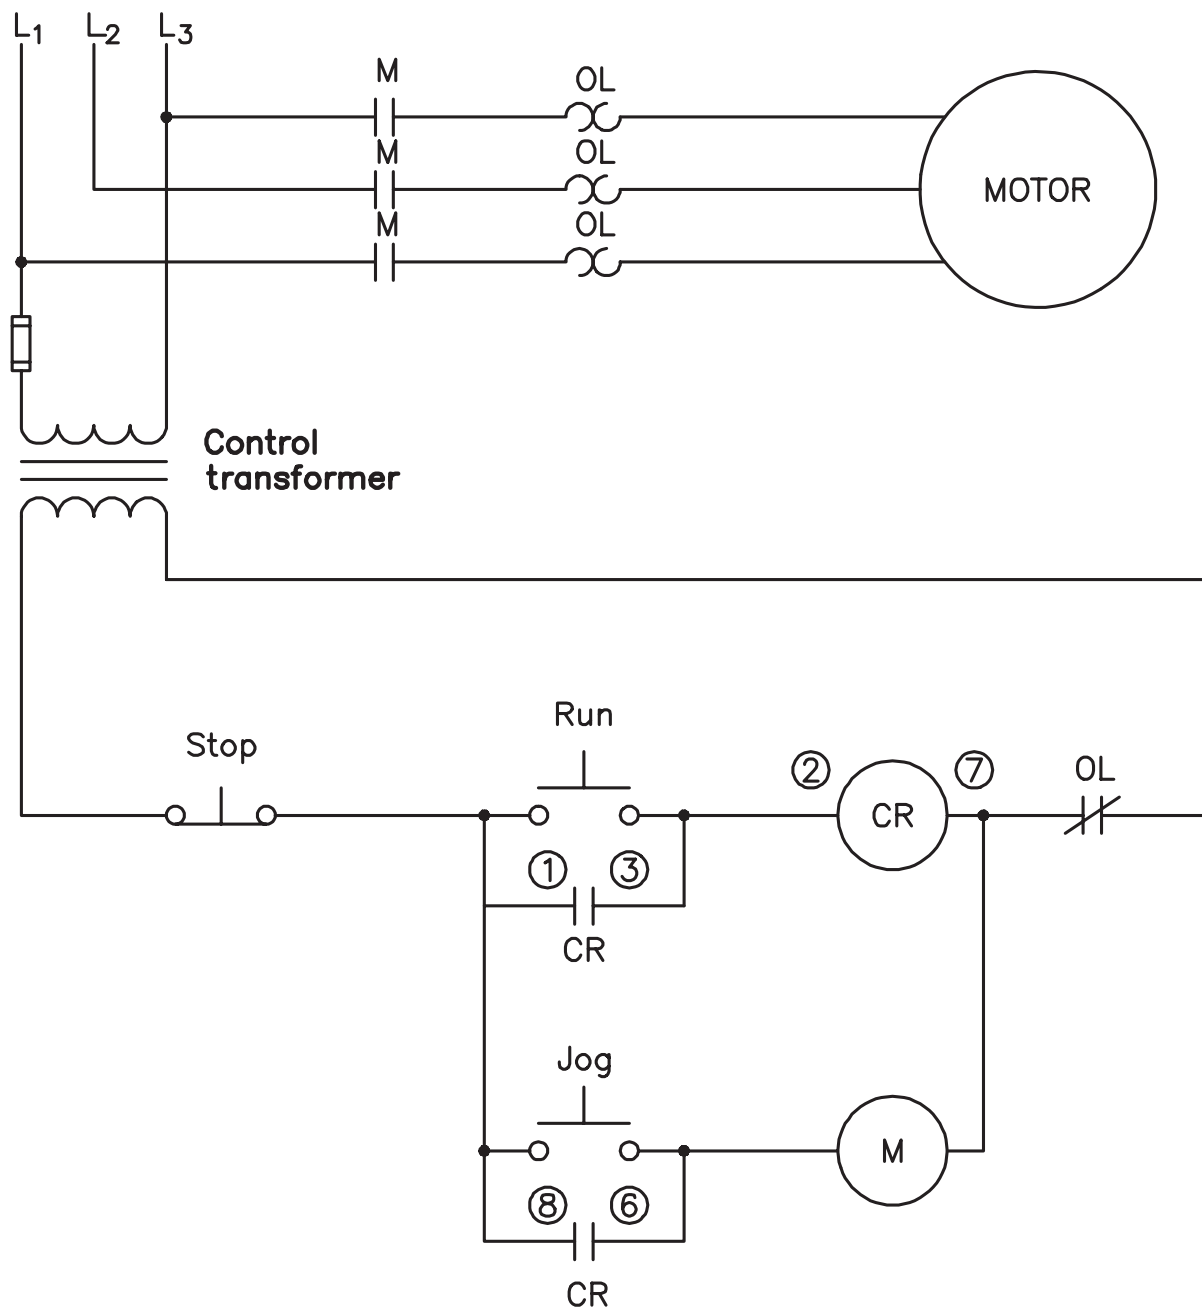 L1 L2 L3
M OL
M OL
MOTOR
M OL
Control
transformer
Run
Stop
② ⑦ OL
CR
① ③
CR
Jog
M
⑧ ⑥
CR